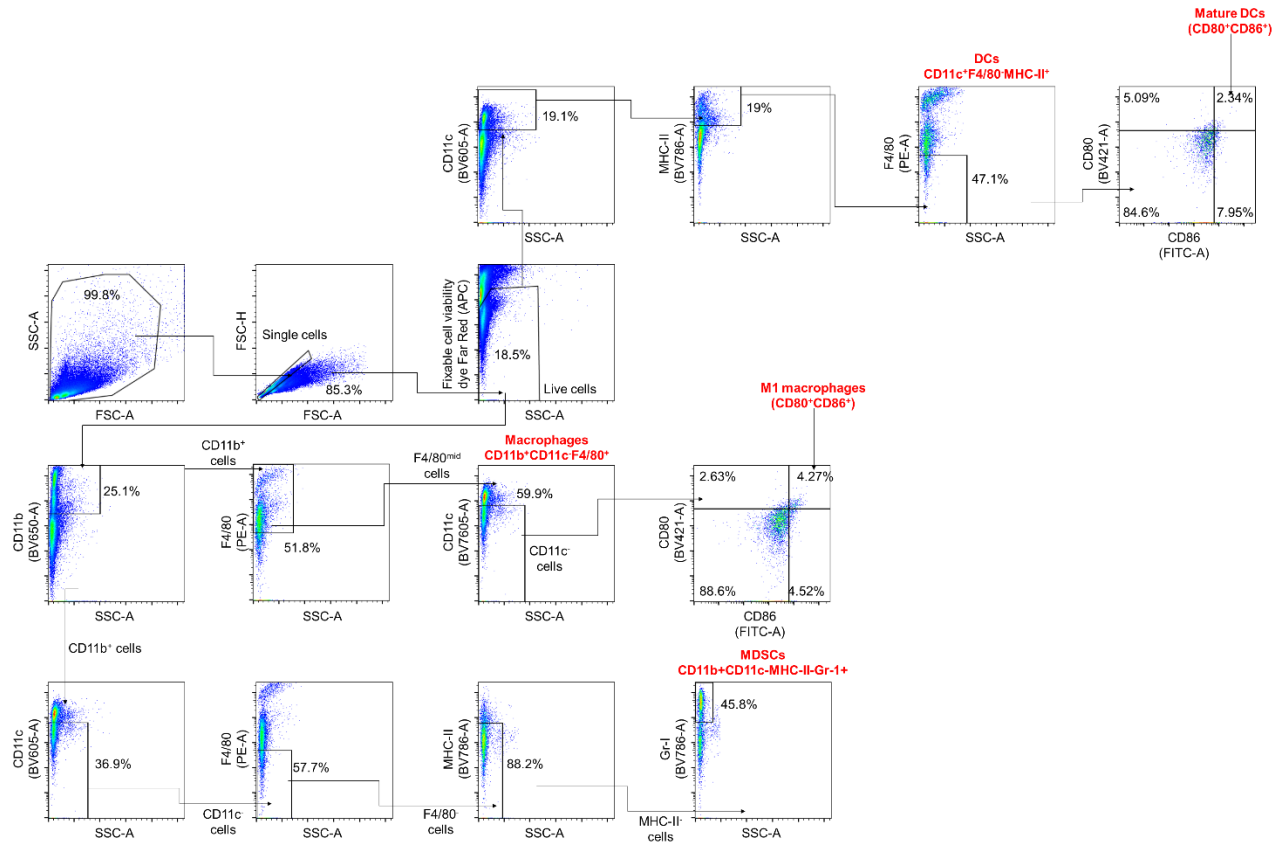 Mature DCs
(CD80⁺CD86⁺)
DCs
CD11c⁺F4/80⁻MHC-II⁺
19.1%
CD11c
(BV605-A)
SSC-A
19%
MHC-II
(BV786-A)
SSC-A
47.1%
F4/80
(PE-A)
SSC-A
5.09%
2.34%
84.6%
7.95%
CD80
(BV421-A)
CD86
(FITC-A)
99.8%
SSC-A
FSC-A
Single cells
85.3%
FSC-H
FSC-A
18.5%
Live cells
Fixable cell viability
dye Far Red (APC)
SSC-A
M1 macrophages
(CD80⁺CD86⁺)
CD11b⁺
cells
F4/80ᵐⁱᵈ
cells
Macrophages
CD11b⁺CD11c⁻F4/80⁺
25.1%
CD11b
(BV650-A)
SSC-A
51.8%
F4/80
(PE-A)
SSC-A
59.9%
CD11c⁻
cells
CD11c
(BV7605-A)
SSC-A
2.63%
4.27%
88.6%
4.52%
CD80
(BV421-A)
CD86
(FITC-A)
CD11b⁺ cells
MDSCs
CD11b+CD11c-MHC-II-Gr-1+
36.9%
CD11c
(BV605-A)
SSC-A
CD11c⁻
cells
57.7%
F4/80
(PE-A)
SSC-A
F4/80⁻
cells
88.2%
MHC-II
(BV786-A)
SSC-A
MHC-II⁻
cells
45.8%
Gr-I
(BV786-A)
SSC-A